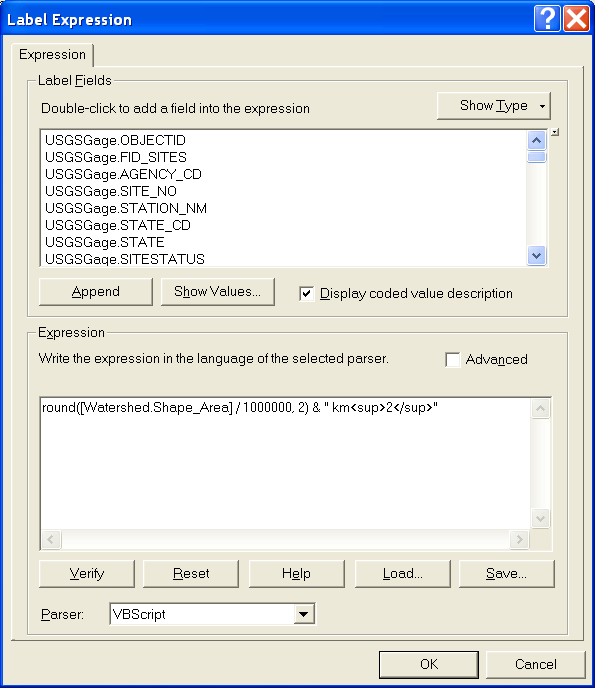 Label Expression
Expression
Label Fields
Double-click to add a field into the expression
Show Type
USGSGage.OBJECTID
USGSGage.FID_SITES
USGSGage.AGENCY_CD
USGSGage.SITE_NO
USGSGage.STATION_NM
USGSGage.STATE_CD
USGSGage.STATE
USGSGage.SITESTATUS
Append
Show Values...
Display coded value description
Expression
Write the expression in the language of the selected parser.
Advanced
round([Watershed.Shape_Area] / 1000000, 2) & " km<sup>2</sup>"
Verify
Reset
Help
Load...
Save...
Parser:
VBScript
OK
Cancel